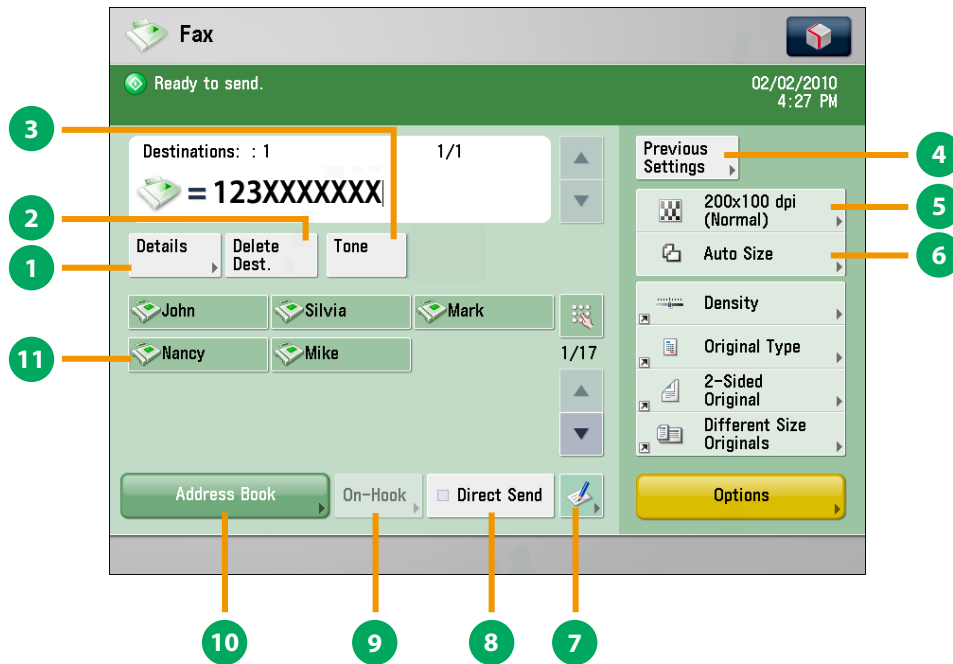 Fax
Ready to send.
02/02/2010
4:27 PM
3
Destinations: : 1 1/1
= 123XXXXXXX
Previous
Settings
4
200x100 dpi
(Normal)
5
2
Details
Delete
Dest.
Tone
Auto Size
6
1
John Silvia Mark
Density
11
Nancy Mike
1/17
Original Type
2-Sided
Original
Different Size
Originals
Address Book
On-Hook
Direct Send
Options
10 9 8 7